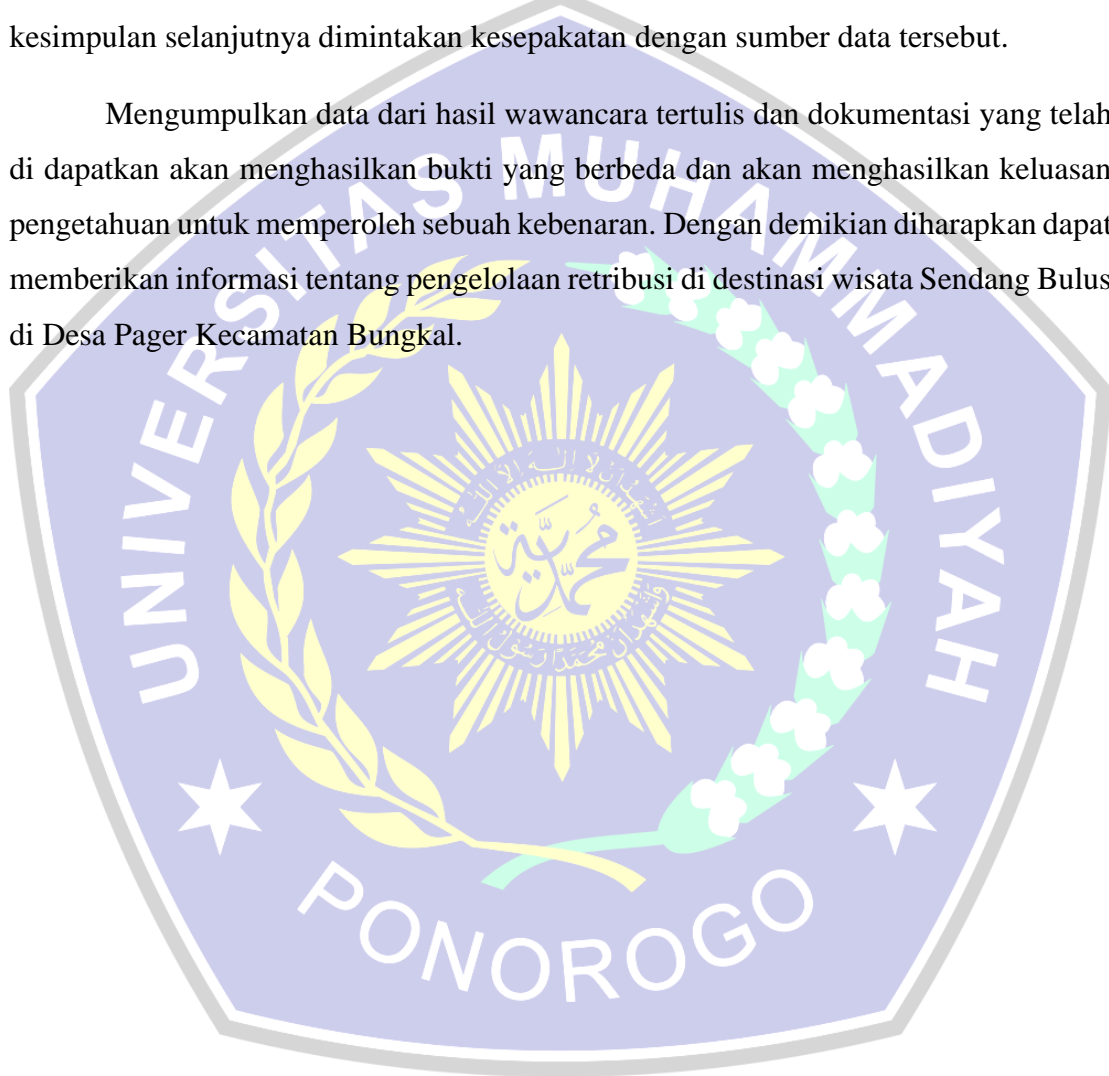 kesimpulan selanjutnya dimintakan kesepakatan dengan sumber data tersebut.
Mengumpulkan data dari hasil wawancara tertulis dan dokumentasi yang telah
di dapatkan akan menghasilkan bukti yang berbeda dan akan menghasilkan keluasan
pengetahuan untuk memperoleh sebuah kebenaran. Dengan demikian diharapkan dapat
memberikan informasi tentang pengelolaan retribusi di destinasi wisata Sendang Bulus
di Desa Pager Kecamatan Bungkal.
UNIVERSITAS MUHAMMADIYAH
محمدية
PONOROGO